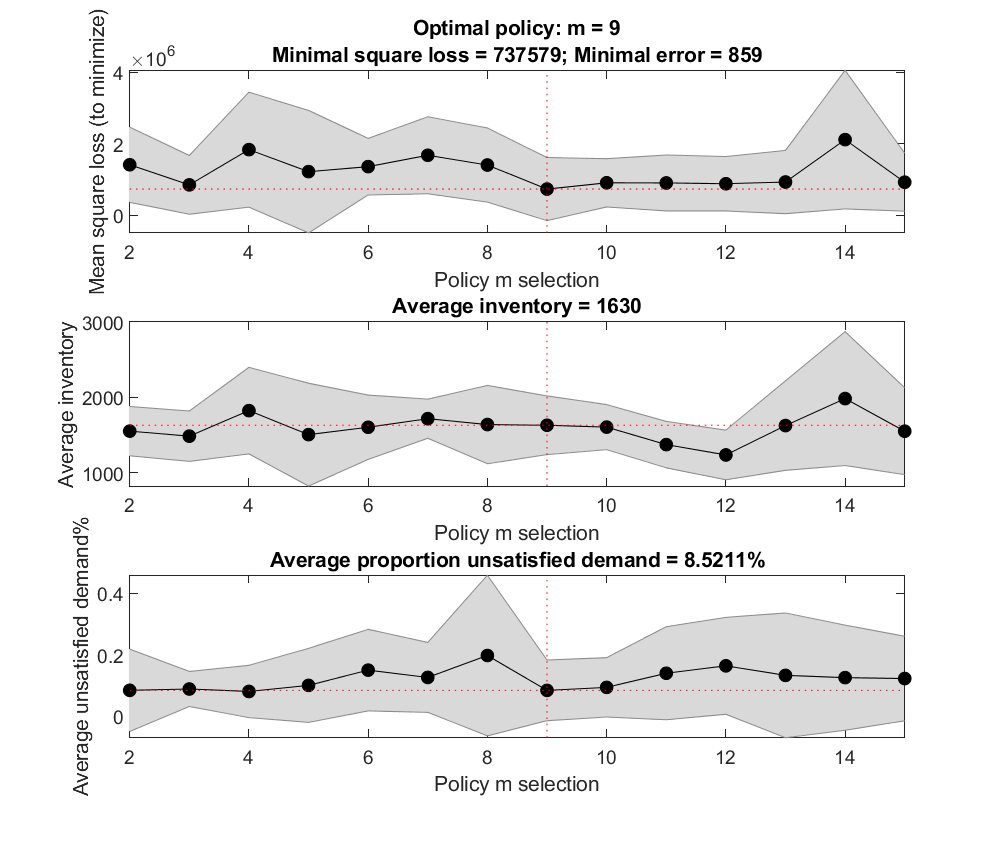 Optimal policy: m = 9
Minimal square loss = 737579; Minimal error = 859
×10⁶
Mean square loss (to minimize)
4
2
0
2 4 6 8 10 12 14
Policy m selection
Average inventory = 1630
Average inventory
3000
2000
1000
2 4 6 8 10 12 14
Policy m selection
Average proportion unsatisfied demand = 8.5211%
Average unsatisfied demand%
0.4
0.2
0
2 4 6 8 10 12 14
Policy m selection